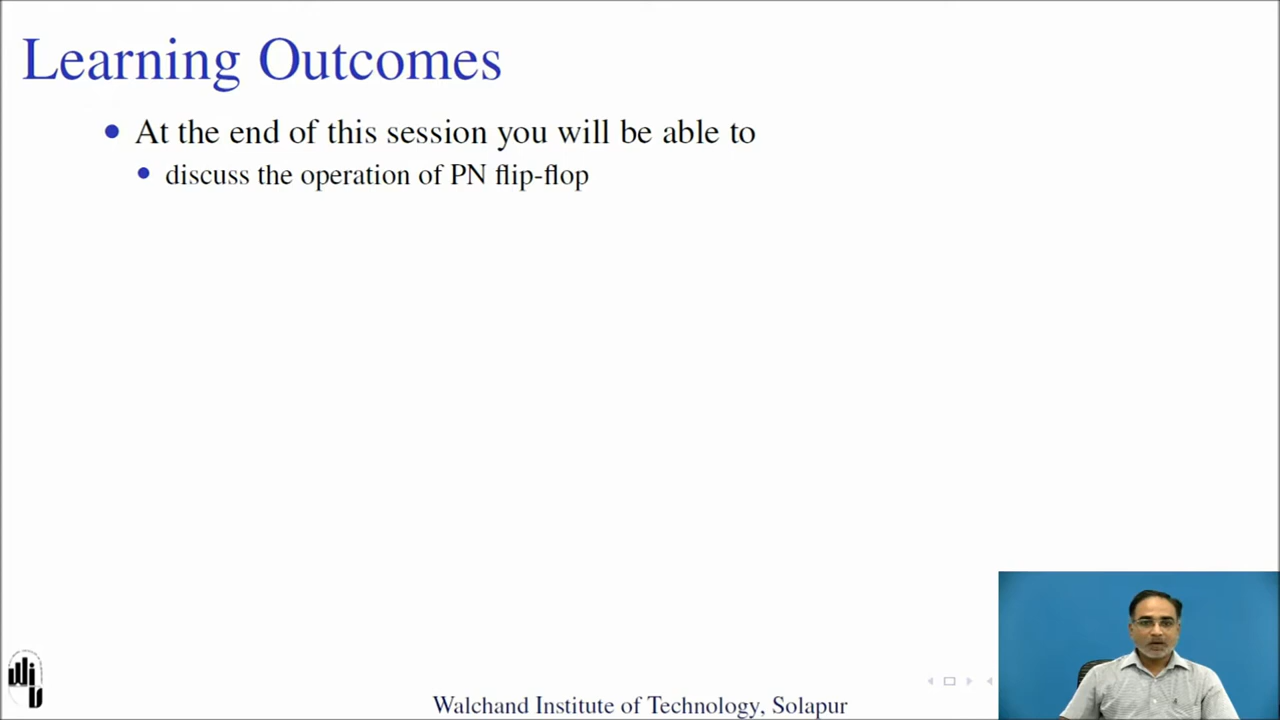 Learning Outcomes
At the end of this session you will be able to
discuss the operation of PN flip-flop
Walchand Institute of Technology, Solapur